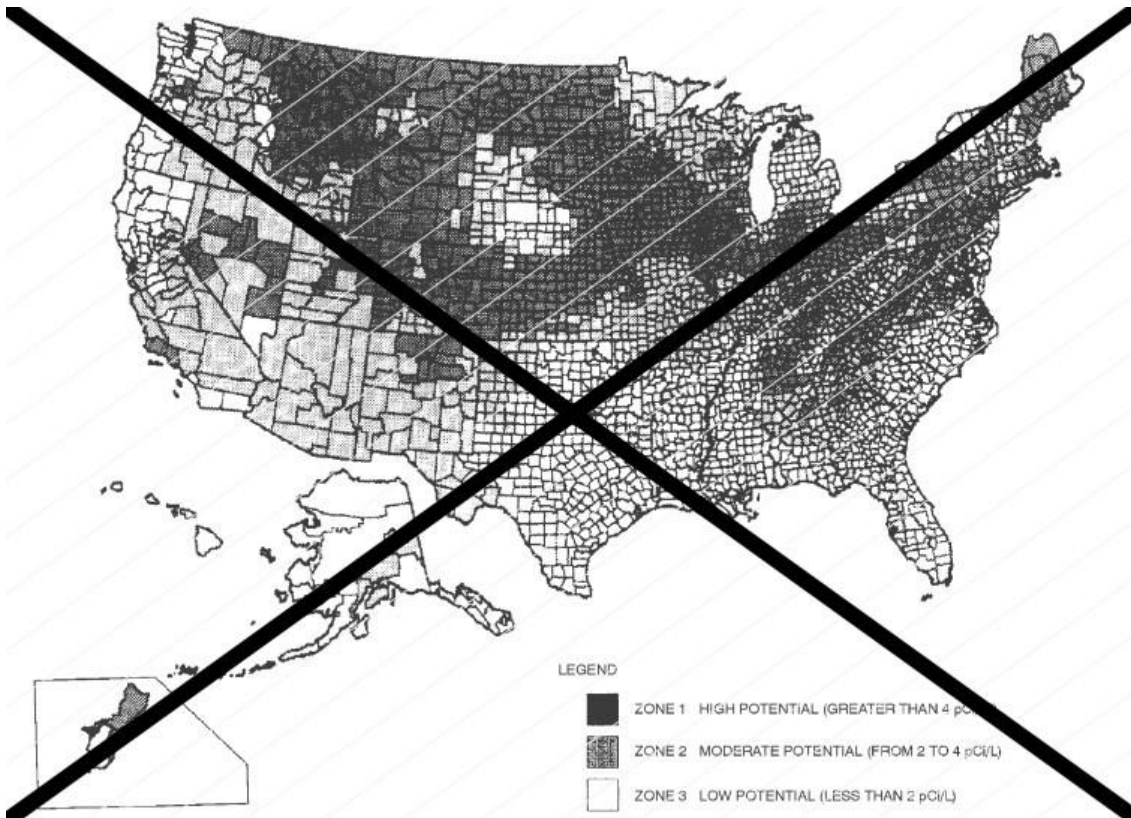 LEGEND
ZONE 1 HIGH POTENTIAL (GREATER THAN 4 pCi/L)
ZONE 2 MODERATE POTENTIAL (FROM 2 TO 4 pCi/L)
ZONE 3 LOW POTENTIAL (LESS THAN 2 pCi/L)